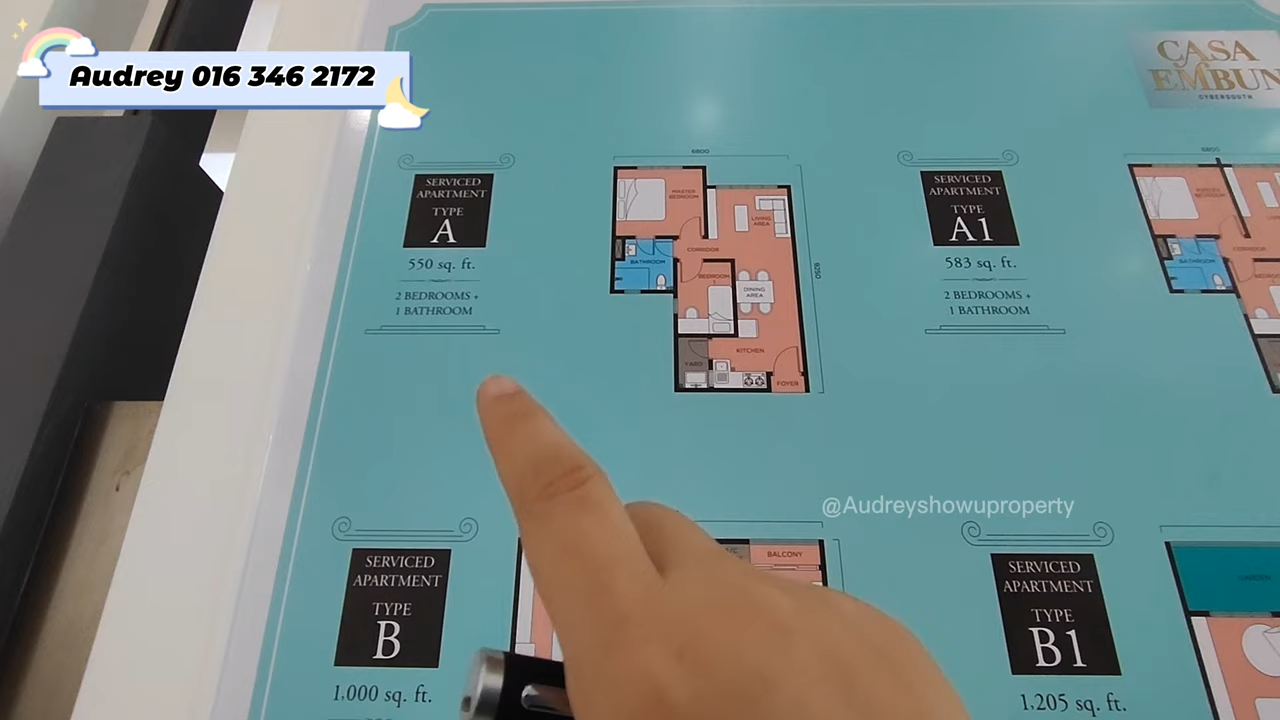 Audrey 016 346 2172
CASA
EMBUN
CYBERSOUTH
SERVICED
APARTMENT
TYPE
A
550 sq. ft.
2 BEDROOMS +
1 BATHROOM
6800
MASTER
BEDROOM
LIVING
AREA
CORRIDOR
BATHROOM
BEDROOM
DINING
AREA
9250
KITCHEN
YARD
FOYER
SERVICED
APARTMENT
TYPE
A1
583 sq. ft.
2 BEDROOMS +
1 BATHROOM
BATHROOM
CORRIDOR
@Audreyshowuproperty
SERVICED
APARTMENT
TYPE
B
1,000 sq. ft.
BALCONY
SERVICED
APARTMENT
TYPE
B1
1,205 sq. ft.
GARDEN